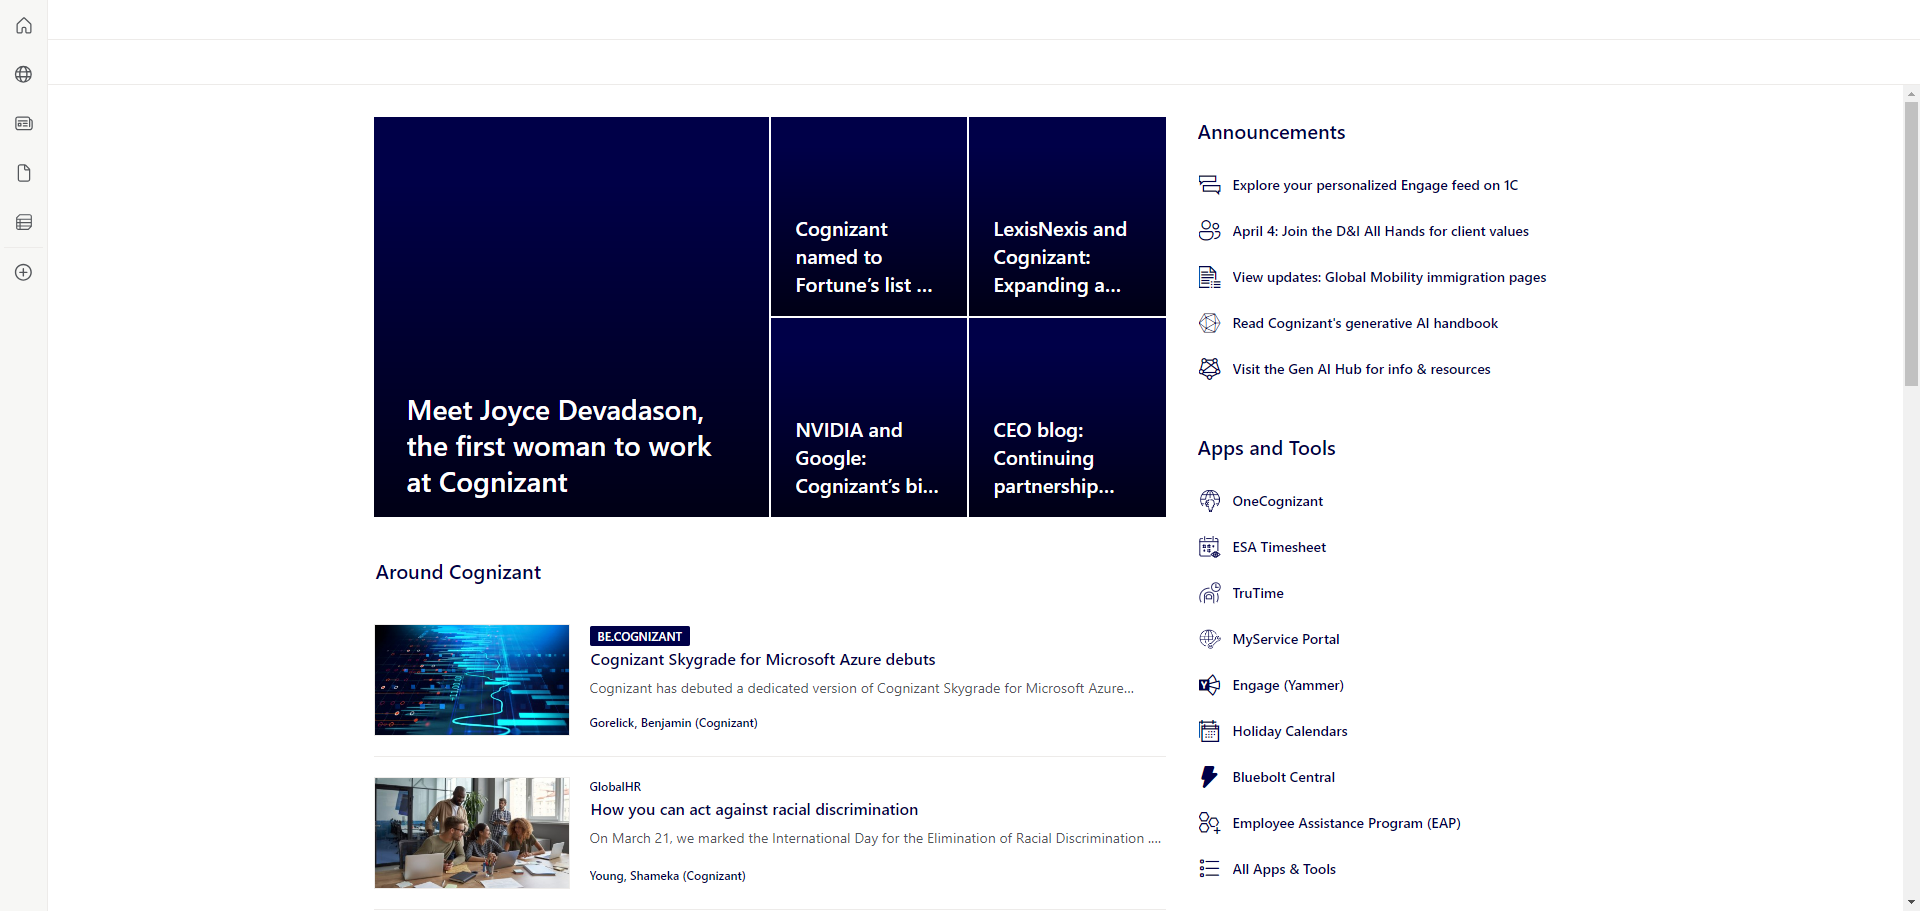 Meet Joyce Devadason,
the first woman to work
at Cognizant
Cognizant
named to
Fortune’s list ...
LexisNexis and
Cognizant:
Expanding a...
NVIDIA and
Google:
Cognizant’s bi...
CEO blog:
Continuing
partnership...
Around Cognizant
BE.COGNIZANT
Cognizant Skygrade for Microsoft Azure debuts
Cognizant has debuted a dedicated version of Cognizant Skygrade for Microsoft Azure...
Gorelick, Benjamin (Cognizant)
GlobalHR
How you can act against racial discrimination
On March 21, we marked the International Day for the Elimination of Racial Discrimination ....
Young, Shameka (Cognizant)
Announcements
Explore your personalized Engage feed on 1C
April 4: Join the D&I All Hands for client values
View updates: Global Mobility immigration pages
Read Cognizant's generative AI handbook
Visit the Gen AI Hub for info & resources
Apps and Tools
OneCognizant
ESA Timesheet
TruTime
MyService Portal
Engage (Yammer)
Holiday Calendars
Bluebolt Central
Employee Assistance Program (EAP)
All Apps & Tools